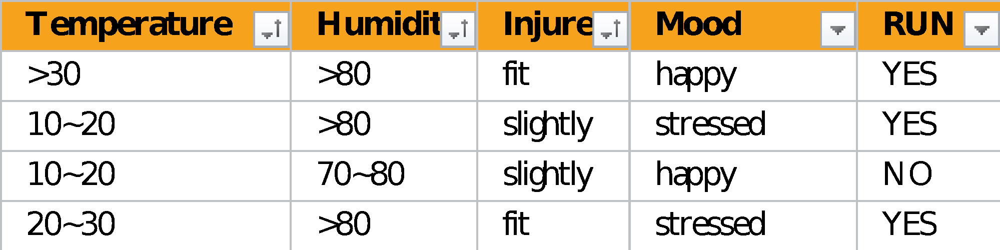 Temperature Humidit Injure Mood RUN
>30 >80 fit happy YES
10~20 >80 slightly stressed YES
10~20 70~80 slightly happy NO
20~30 >80 fit stressed YES